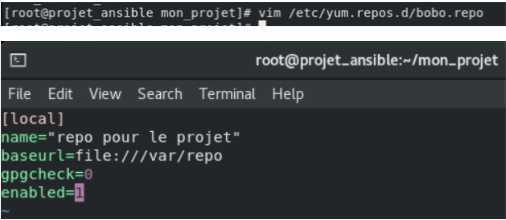 [root@projet_ansible mon_projet]# vim /etc/yum.repos.d/bobo.repo
root@projet_ansible:~/mon_projet
File Edit View Search Terminal Help
[local]
name="repo pour le projet"
baseurl=file:///var/repo
gpgcheck=0
enabled=1
~